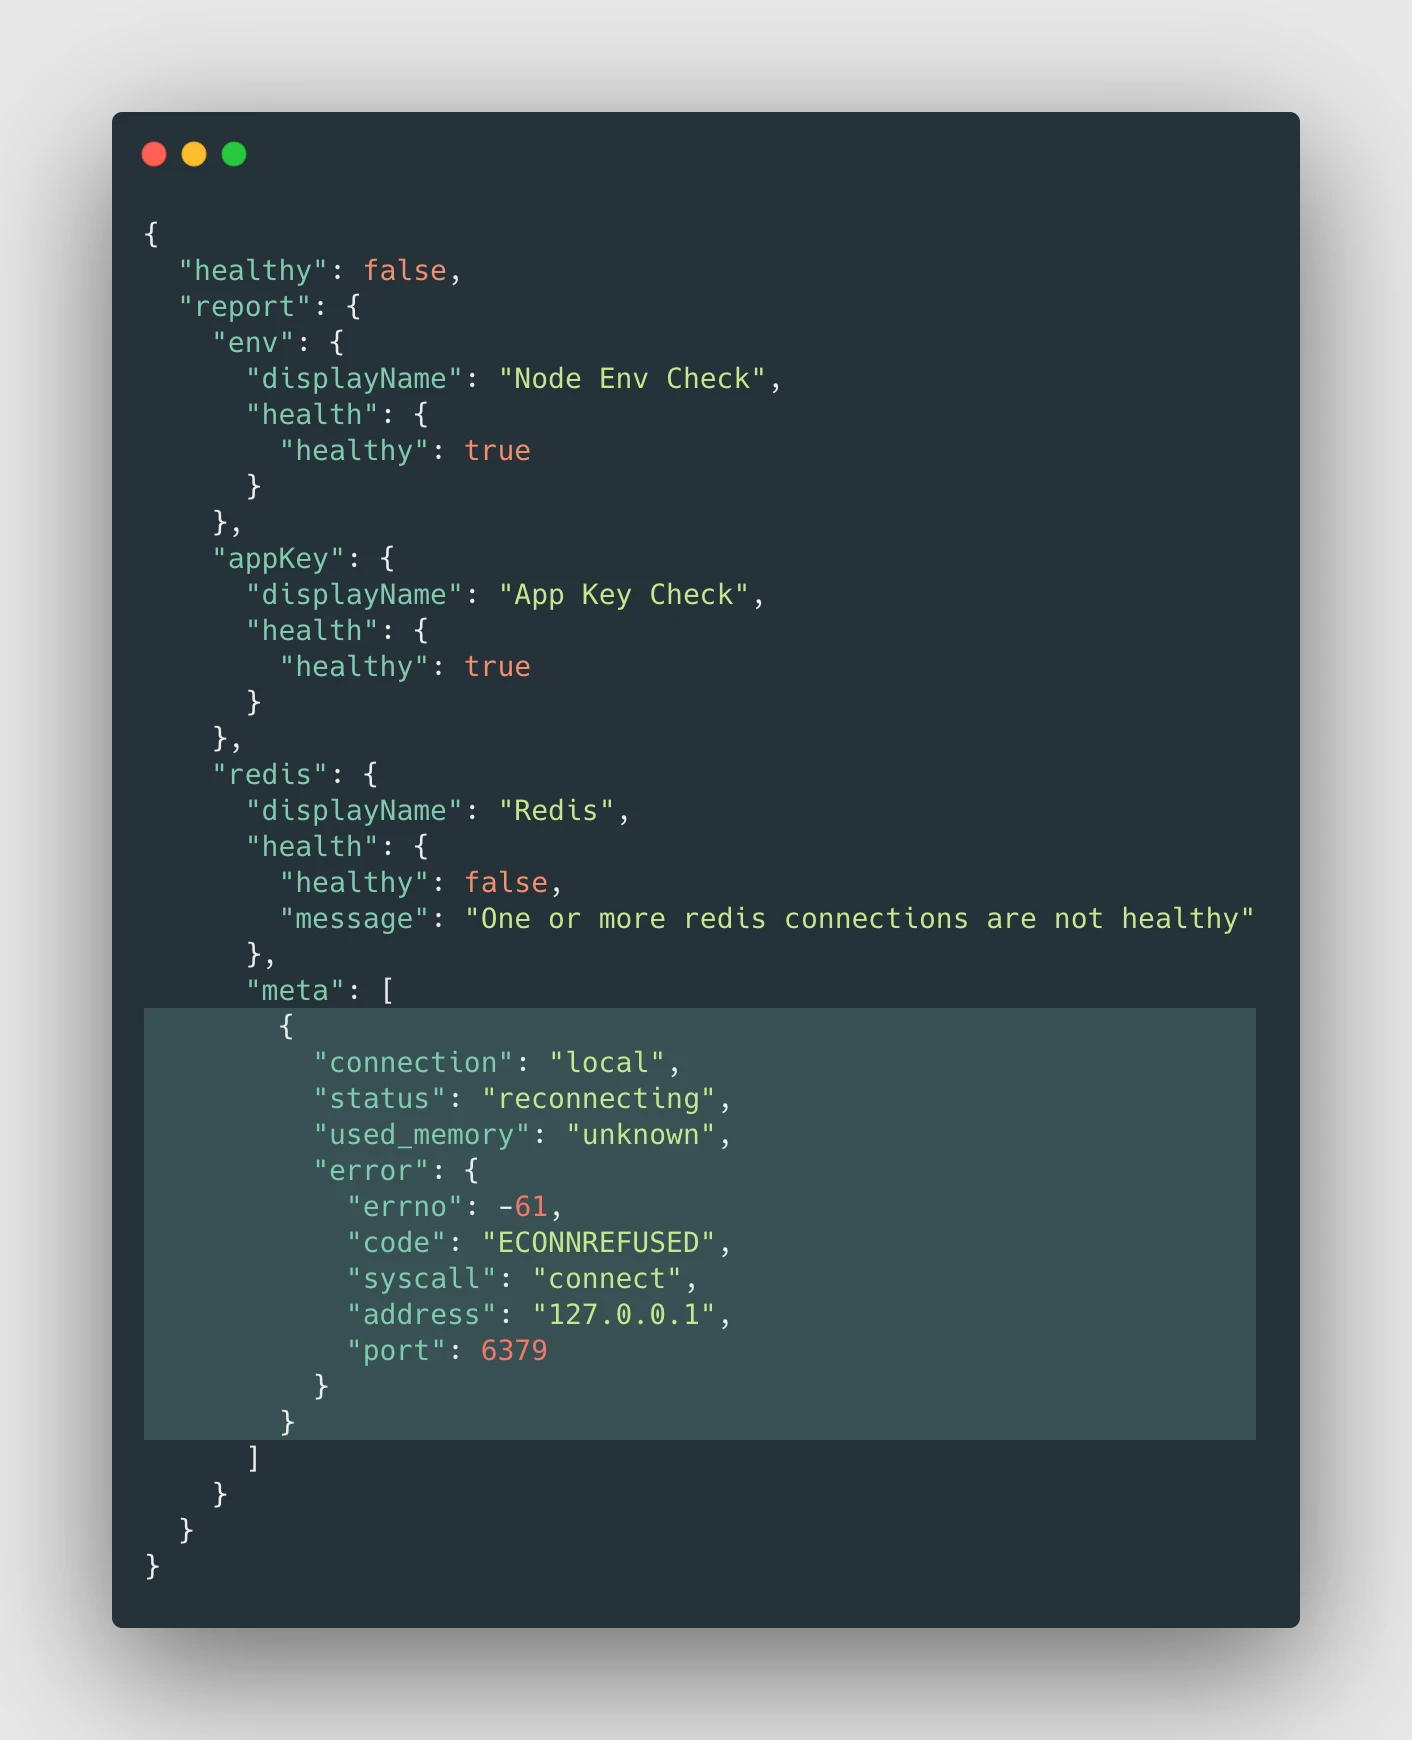 {
  "healthy": false,
  "report": {
    "env": {
      "displayName": "Node Env Check",
      "health": {
        "healthy": true
      }
    },
    "appKey": {
      "displayName": "App Key Check",
      "health": {
        "healthy": true
      }
    },
    "redis": {
      "displayName": "Redis",
      "health": {
        "healthy": false,
        "message": "One or more redis connections are not healthy"
      },
      "meta": [
        {
          "connection": "local",
          "status": "reconnecting",
          "used_memory": "unknown",
          "error": {
            "errno": -61,
            "code": "ECONNREFUSED",
            "syscall": "connect",
            "address": "127.0.0.1",
            "port": 6379
          }
        }
      ]
    }
  }
}